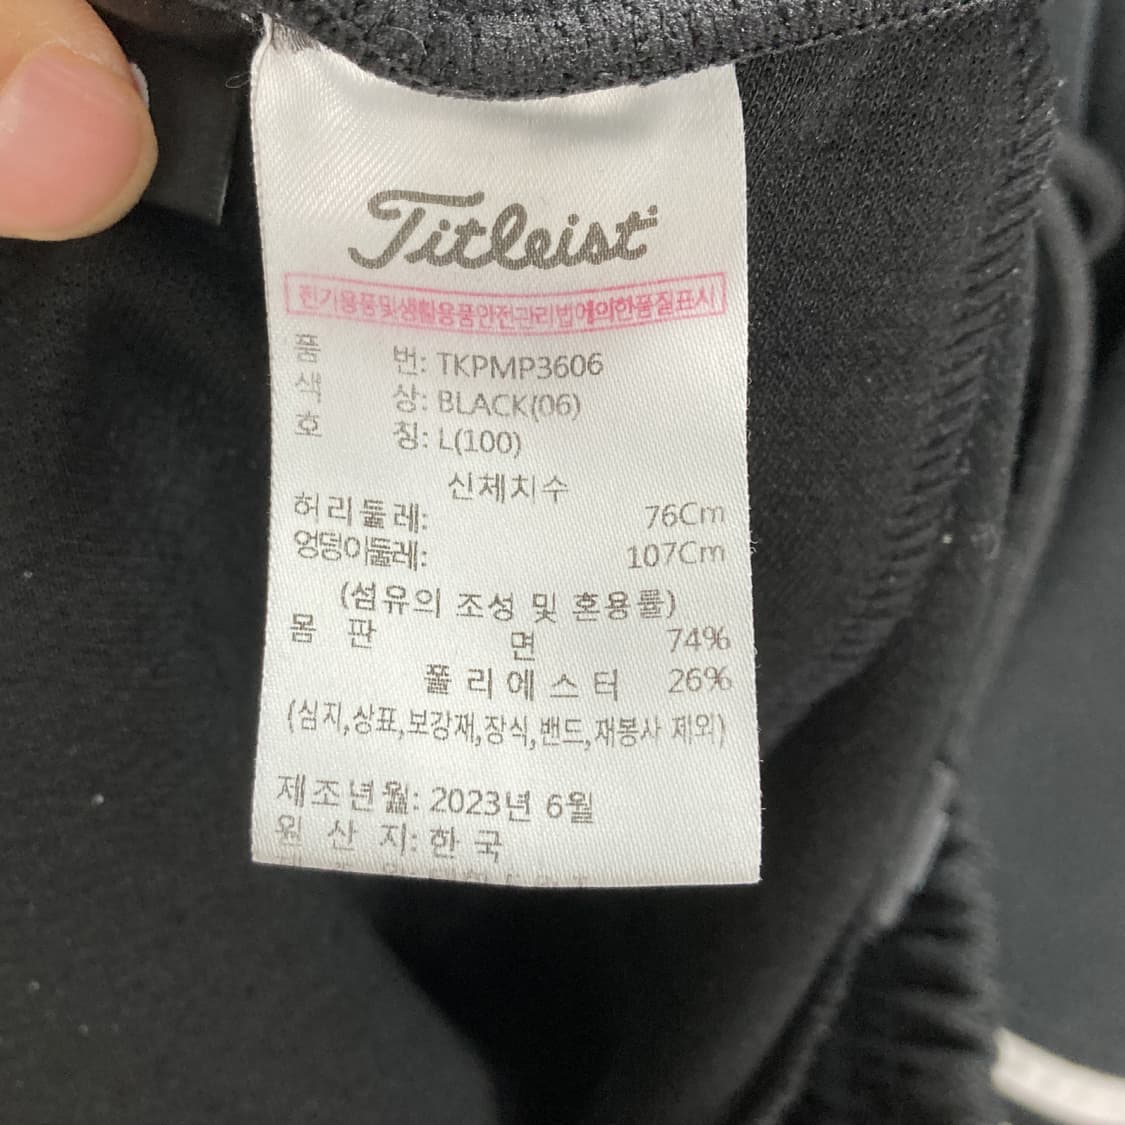 Titleist
전기용품및생활용품안전관리법에의한품질표시
품 번: TKPMP3606
색 상: BLACK(06)
호 칭: L(100)
신체치수
허리둘레: 76Cm
엉덩이둘레: 107Cm
(섬유의 조성 및 혼용률)
몸 판 면 74%
폴리에스터 26%
(심지,상표,보강재,장식,밴드,재봉사 제외)
제조년월: 2023년 6월
원 산 지: 한 국